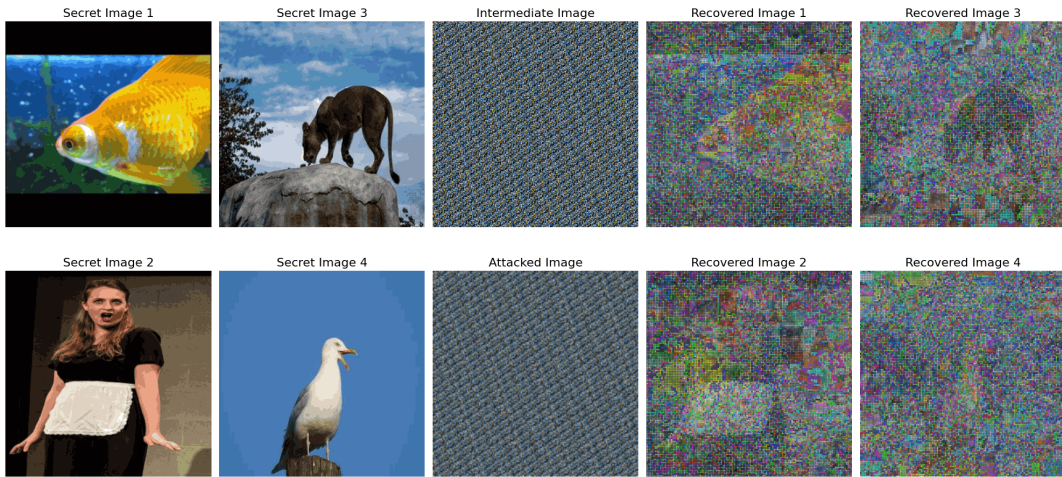 Secret Image 1
Secret Image 3
Intermediate Image
Recovered Image 1
Recovered Image 3
Secret Image 2
Secret Image 4
Attacked Image
Recovered Image 2
Recovered Image 4